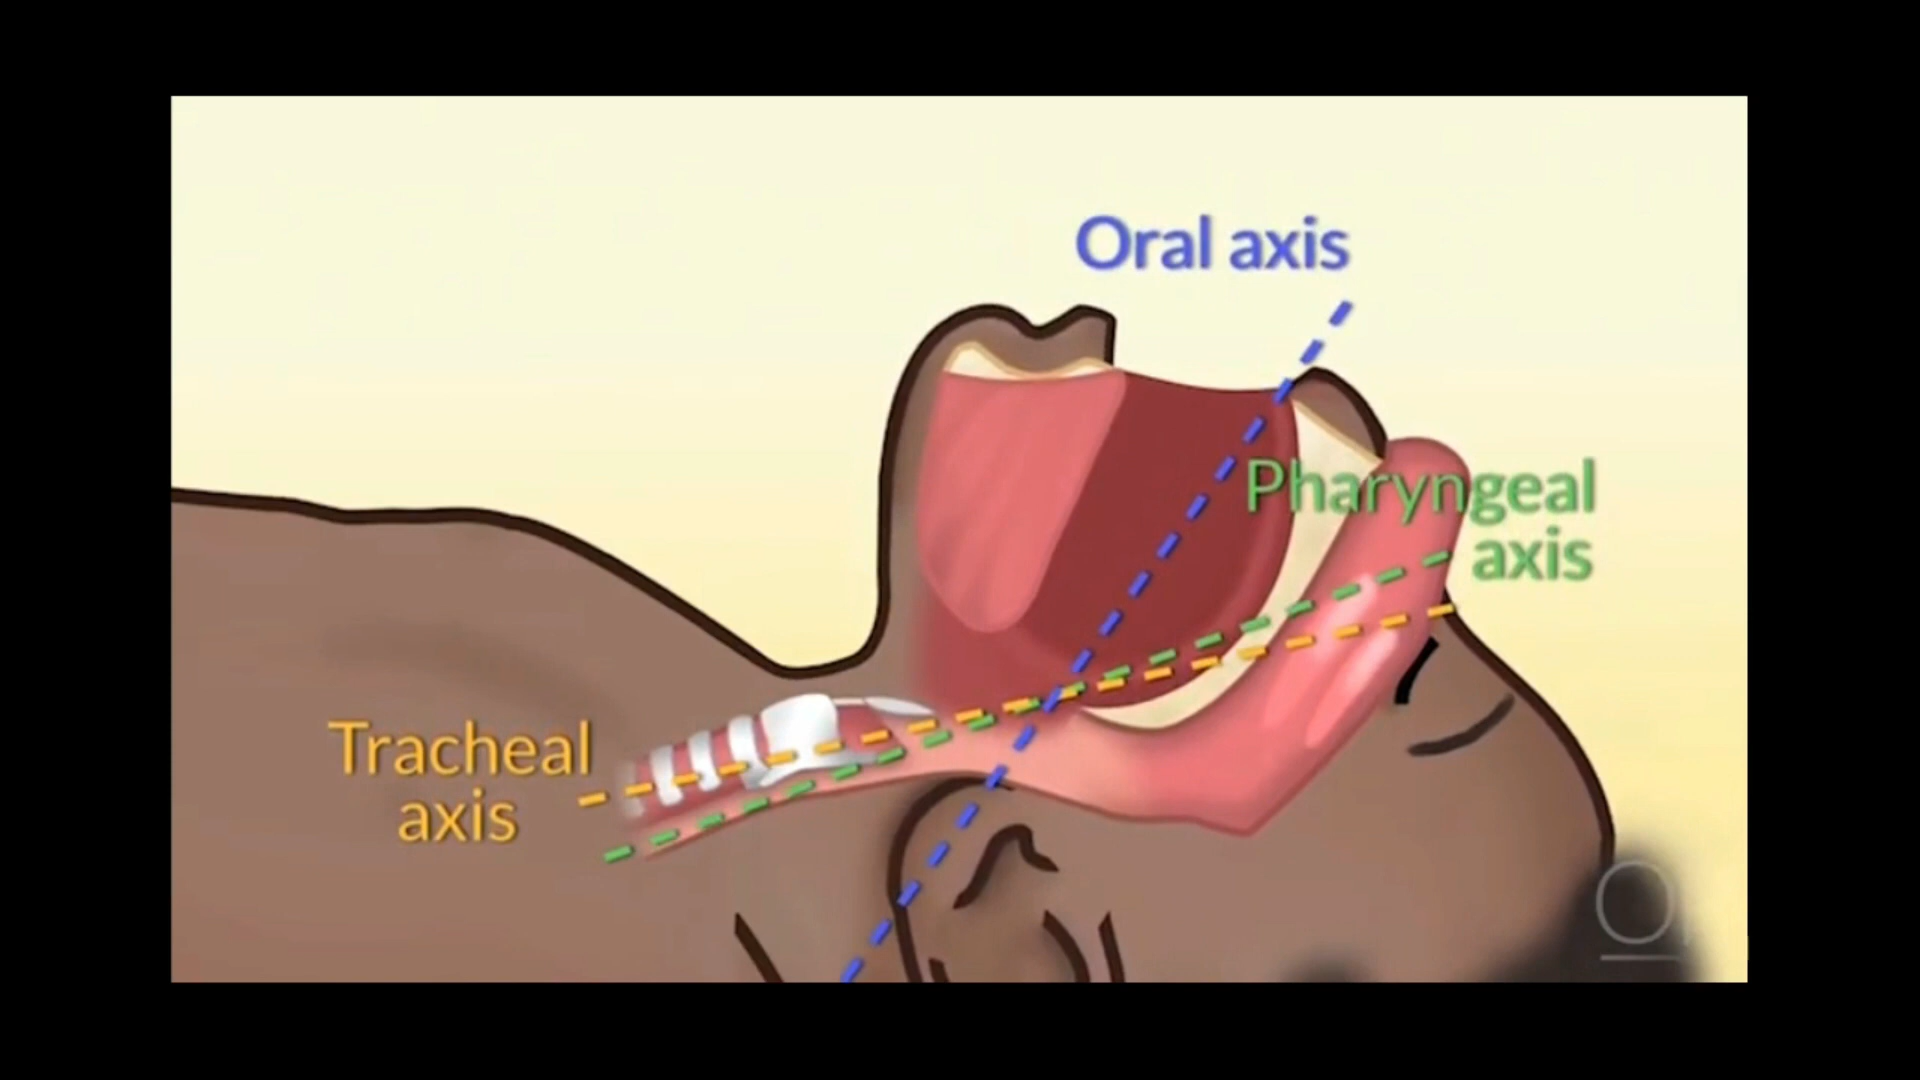 Oral axis
Pharyngeal
axis
Tracheal
axis